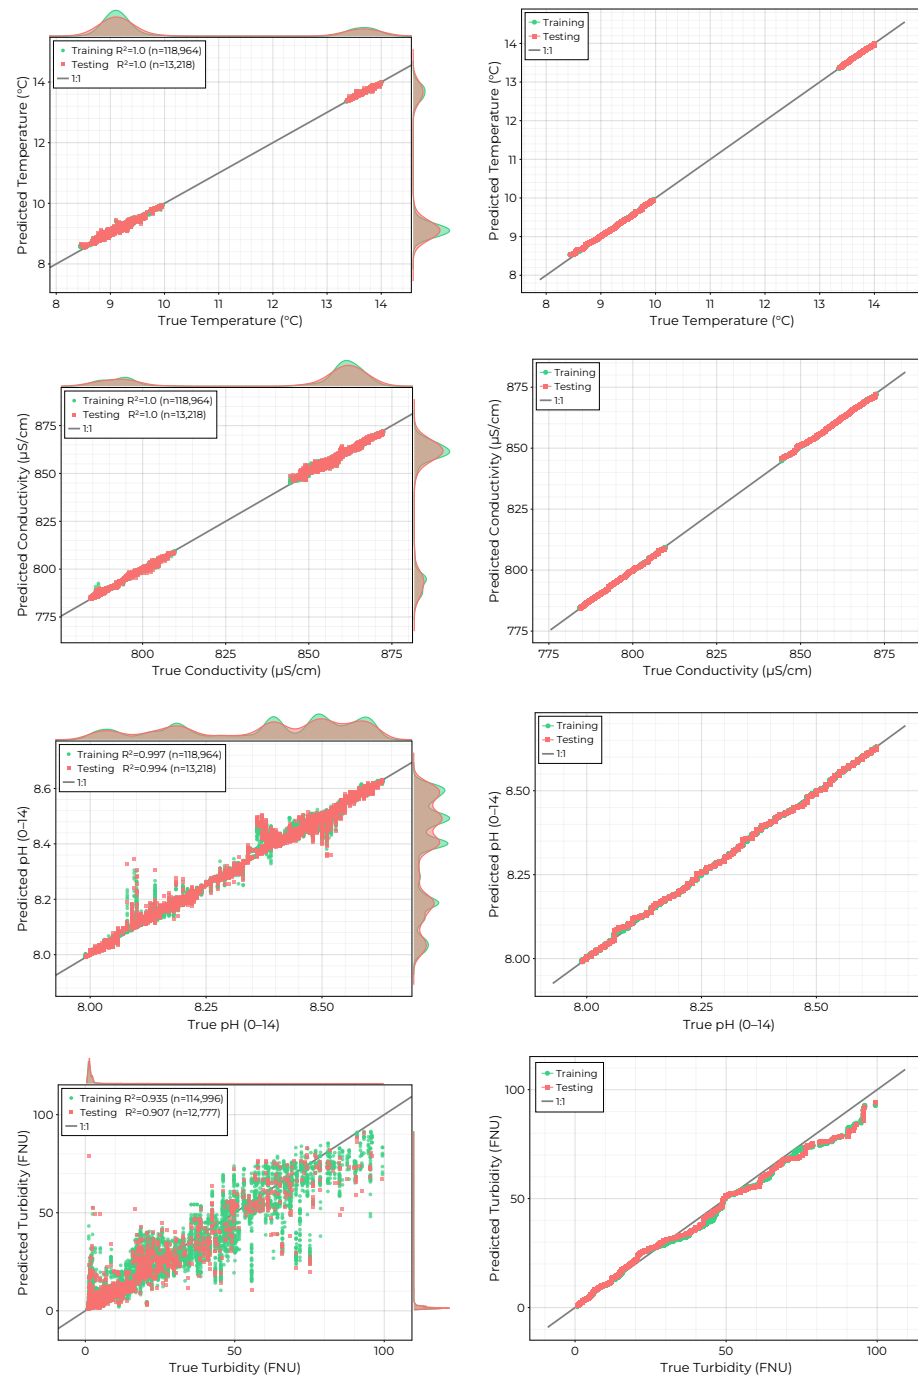 Training R²=1.0 (n=118,964)
Testing R²=1.0 (n=13,218)
1:1
14
12
10
8
Predicted Temperature (°C)
8
9
10
11
12
13
14
True Temperature (°C)
Training
Testing
1:1
14
13
12
11
10
9
8
Predicted Temperature (°C)
8
9
10
11
12
13
14
True Temperature (°C)
Training R²=1.0 (n=118,964)
Testing R²=1.0 (n=13,218)
1:1
875
850
825
800
775
Predicted Conductivity (µS/cm)
800
825
850
875
True Conductivity (µS/cm)
Training
Testing
1:1
875
850
825
800
775
Predicted Conductivity (µS/cm)
775
800
825
850
875
True Conductivity (µS/cm)
Training R²=0.997 (n=118,964)
Testing R²=0.994 (n=13,218)
1:1
8.6
8.4
8.2
8.0
Predicted pH (0–14)
8.00
8.25
8.50
True pH (0–14)
Training
Testing
1:1
8.50
8.25
8.00
Predicted pH (0–14)
8.00
8.25
8.50
True pH (0–14)
Training R²=0.935 (n=114,996)
Testing R²=0.907 (n=12,777)
1:1
100
50
0
Predicted Turbidity (FNU)
0
50
100
True Turbidity (FNU)
Training
Testing
1:1
100
50
0
Predicted Turbidity (FNU)
0
50
100
True Turbidity (FNU)